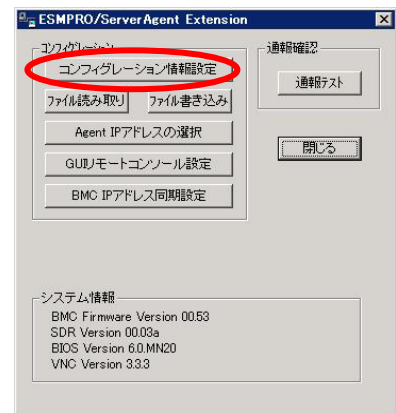 ESMPRO/ServerAgent Extension
コンフィグレーション
コンフィグレーション情報設定
ファイル読み取り
ファイル書き込み
Agent IPアドレスの選択
GUIリモートコンソール設定
BMC IPアドレス同期設定
通報確認
通報テスト
閉じる
システム情報
BMC Firmware Version 00.53
SDR Version 00.03a
BIOS Version 6.0.MN20
VNC Version 3.3.3